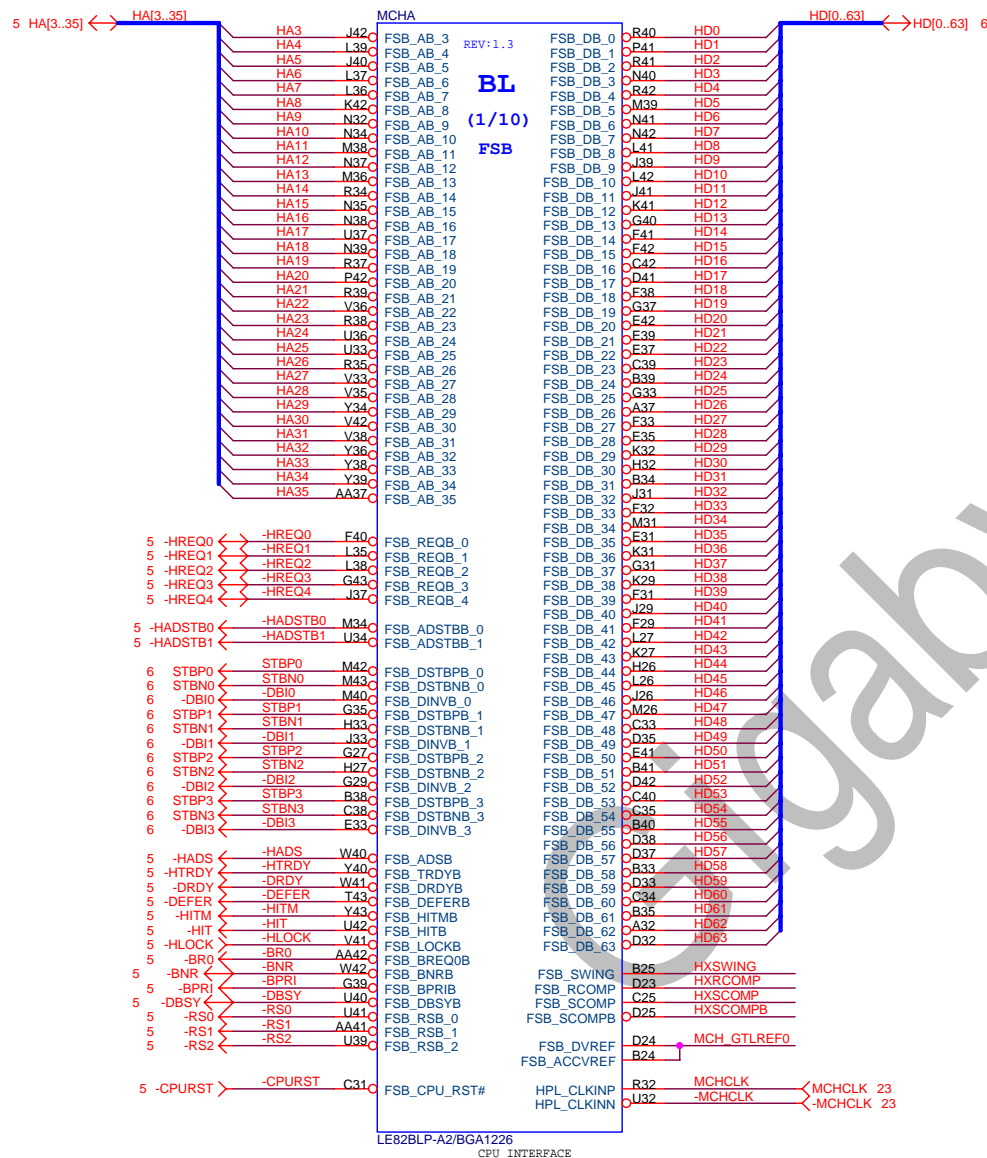 5 HA[3..35] HA[3..35] MCHA HD[0..63] HD[0..63] 6
REV:1.3
BL
(1/10)
FSB
HA3 J42 FSB_AB_3 FSB_DB_0 R40 HD0
HA4 L39 FSB_AB_4 FSB_DB_1 P41 HD1
HA5 J40 FSB_AB_5 FSB_DB_2 R41 HD2
HA6 L37 FSB_AB_6 FSB_DB_3 N40 HD3
HA7 L36 FSB_AB_7 FSB_DB_4 R42 HD4
HA8 K42 FSB_AB_8 FSB_DB_5 M39 HD5
HA9 N32 FSB_AB_9 FSB_DB_6 N41 HD6
HA10 N34 FSB_AB_10 FSB_DB_7 N42 HD7
HA11 M38 FSB_AB_11 FSB_DB_8 L41 HD8
HA12 N37 FSB_AB_12 FSB_DB_9 J39 HD9
HA13 M36 FSB_AB_13 FSB_DB_10 L42 HD10
HA14 R34 FSB_AB_14 FSB_DB_11 J41 HD11
HA15 N35 FSB_AB_15 FSB_DB_12 K41 HD12
HA16 N38 FSB_AB_16 FSB_DB_13 G40 HD13
HA17 U37 FSB_AB_17 FSB_DB_14 F41 HD14
HA18 N39 FSB_AB_18 FSB_DB_15 F42 HD15
HA19 R37 FSB_AB_19 FSB_DB_16 C42 HD16
HA20 P42 FSB_AB_20 FSB_DB_17 D41 HD17
HA21 R39 FSB_AB_21 FSB_DB_18 F38 HD18
HA22 V36 FSB_AB_22 FSB_DB_19 G37 HD19
HA23 R38 FSB_AB_23 FSB_DB_20 E42 HD20
HA24 U36 FSB_AB_24 FSB_DB_21 E39 HD21
HA25 U33 FSB_AB_25 FSB_DB_22 E37 HD22
HA26 R35 FSB_AB_26 FSB_DB_23 C39 HD23
HA27 V33 FSB_AB_27 FSB_DB_24 B39 HD24
HA28 V35 FSB_AB_28 FSB_DB_25 G33 HD25
HA29 Y34 FSB_AB_29 FSB_DB_26 A37 HD26
HA30 V42 FSB_AB_30 FSB_DB_27 F33 HD27
HA31 V38 FSB_AB_31 FSB_DB_28 E35 HD28
HA32 Y36 FSB_AB_32 FSB_DB_29 K32 HD29
HA33 Y38 FSB_AB_33 FSB_DB_30 H32 HD30
HA34 Y39 FSB_AB_34 FSB_DB_31 B34 HD31
HA35 AA37 FSB_AB_35 FSB_DB_32 J31 HD32
FSB_DB_33 F32 HD33
FSB_DB_34 M31 HD34
5 -HREQ0 -HREQ0 F40 FSB_REQB_0 FSB_DB_35 E31 HD35
5 -HREQ1 -HREQ1 L35 FSB_REQB_1 FSB_DB_36 K31 HD36
5 -HREQ2 -HREQ2 L38 FSB_REQB_2 FSB_DB_37 G31 HD37
5 -HREQ3 -HREQ3 G43 FSB_REQB_3 FSB_DB_38 K29 HD38
5 -HREQ4 -HREQ4 J37 FSB_REQB_4 FSB_DB_39 F31 HD39
FSB_DB_40 J29 HD40
5 -HADSTB0 -HADSTB0 M34 FSB_ADSTBB_0 FSB_DB_41 F29 HD41
5 -HADSTB1 -HADSTB1 U34 FSB_ADSTBB_1 FSB_DB_42 L27 HD42
FSB_DB_43 K27 HD43
6 STBP0 STBP0 M42 FSB_DSTBPB_0 FSB_DB_44 H26 HD44
6 STBN0 STBN0 M43 FSB_DSTBNB_0 FSB_DB_45 L26 HD45
6 -DBI0 -DBI0 M40 FSB_DINVB_0 FSB_DB_46 J26 HD46
6 STBP1 STBP1 G35 FSB_DSTBPB_1 FSB_DB_47 M26 HD47
6 STBN1 STBN1 H33 FSB_DSTBNB_1 FSB_DB_48 C33 HD48
6 -DBI1 -DBI1 J33 FSB_DINVB_1 FSB_DB_49 D35 HD49
6 STBP2 STBP2 G27 FSB_DSTBPB_2 FSB_DB_50 E41 HD50
6 STBN2 STBN2 H27 FSB_DSTBNB_2 FSB_DB_51 B41 HD51
6 -DBI2 -DBI2 G29 FSB_DINVB_2 FSB_DB_52 D42 HD52
6 STBP3 STBP3 B38 FSB_DSTBPB_3 FSB_DB_53 C40 HD53
6 STBN3 STBN3 C38 FSB_DSTBNB_3 FSB_DB_54 C35 HD54
6 -DBI3 -DBI3 E33 FSB_DINVB_3 FSB_DB_55 B40 HD55
FSB_DB_56 D38 HD56
5 -HADS -HADS W40 FSB_ADSB FSB_DB_57 D37 HD57
5 -HTRDY -HTRDY Y40 FSB_TRDYB FSB_DB_58 B33 HD58
5 -DRDY -DRDY W41 FSB_DRDYB FSB_DB_59 D33 HD59
5 -DEFER -DEFER T43 FSB_DEFERB FSB_DB_60 C34 HD60
5 -HITM -HITM Y43 FSB_HITMB FSB_DB_61 B35 HD61
5 -HIT -HIT U42 FSB_HITB FSB_DB_62 A32 HD62
5 -HLOCK -HLOCK V41 FSB_LOCKB FSB_DB_63 D32 HD63
5 -BR0 -BR0 AA42 FSB_BREQ0B
5 -BNR -BNR W42 FSB_BNRB FSB_SWING B25 HXSWING
5 -BPRI -BPRI G39 FSB_BPRIB FSB_RCOMP D23 HXRCOMP
5 -DBSY -DBSY U40 FSB_DBSYB FSB_SCOMP C25 HXSCOMP
5 -RS0 -RS0 U41 FSB_RSB_0 FSB_SCOMPB D25 HXSCOMPB
5 -RS1 -RS1 AA41 FSB_RSB_1
5 -RS2 -RS2 U39 FSB_RSB_2 FSB_DVREF D24 MCH_GTLREF0
FSB_ACCVREF B24
5 -CPURST -CPURST C31 FSB_CPU_RST# HPL_CLKINP R32 MCHCLK MCHCLK 23
HPL_CLKINN U32 -MCHCLK -MCHCLK 23
LE82BLP-A2/BGA1226
CPU INTERFACE